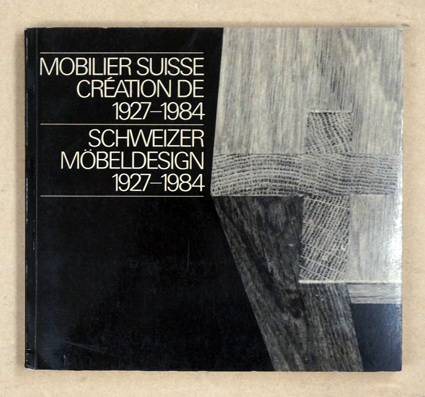 MOBILIER SUISSE
CRÉATION DE
1927–1984
SCHWEIZER
MÖBELDESIGN
1927–1984